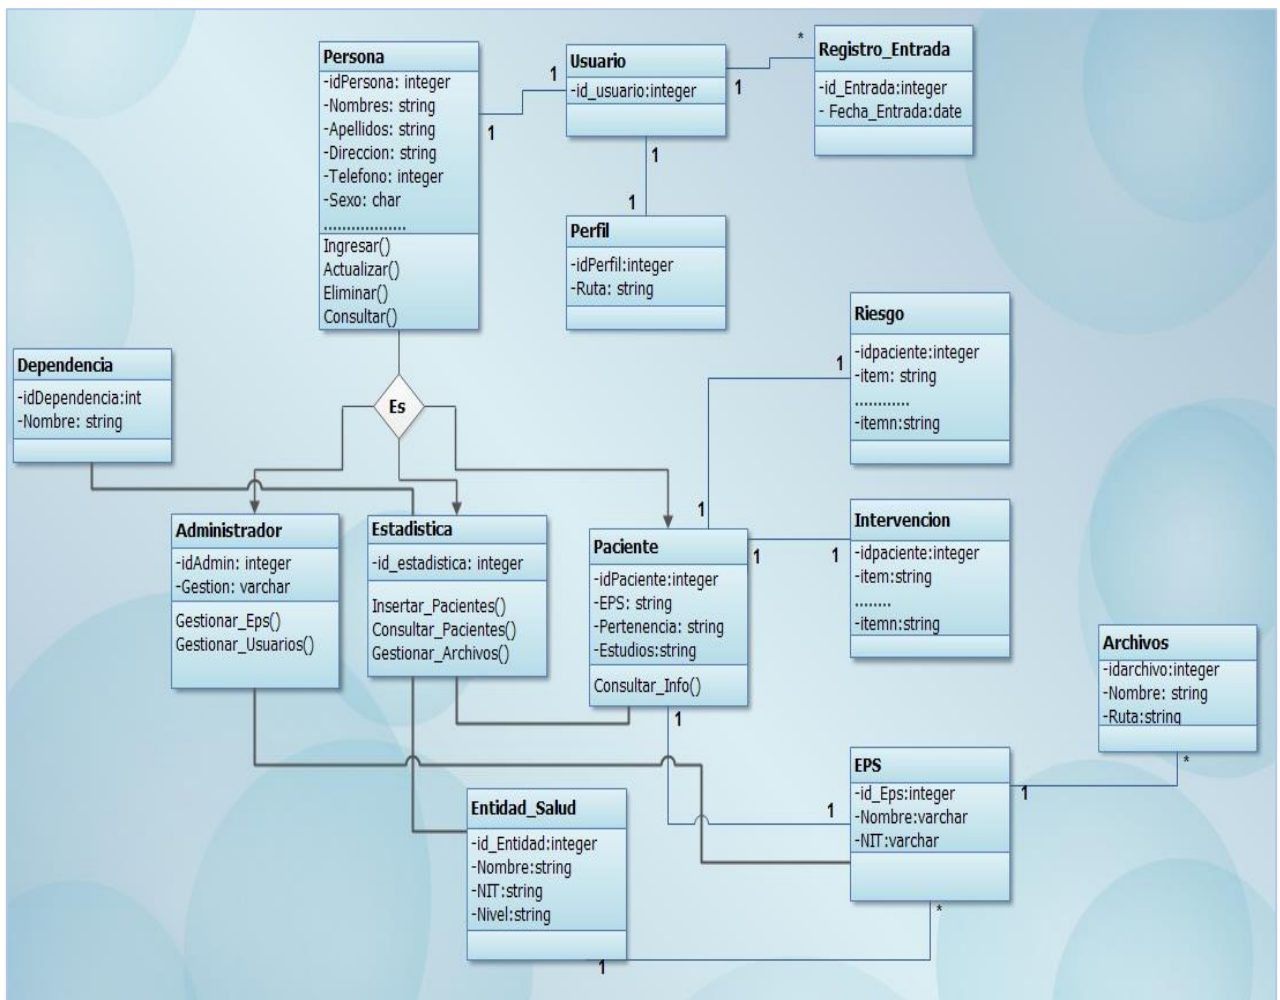 Persona
-idPersona: integer
-Nombres: string
-Apellidos: string
-Direccion: string
-Telefono: integer
-Sexo: char
..................
Ingresar()
Actualizar()
Eliminar()
Consultar()
1
1
Usuario
-id_usuario:integer
1
*
Registro_Entrada
-id_Entrada:integer
- Fecha_Entrada:date
1
1
Perfil
-idPerfil:integer
-Ruta: string
Riesgo
-idpaciente:integer
-item: string
............
-itemn:string
1
1
Dependencia
-idDependencia:int
-Nombre: string
Es
Administrador
-idAdmin: integer
-Gestion: varchar
Gestionar_Eps()
Gestionar_Usuarios()
Estadistica
-id_estadistica: integer
Insertar_Pacientes()
Consultar_Pacientes()
Gestionar_Archivos()
Paciente
-idPaciente:integer
-EPS: string
-Pertenencia: string
-Estudios:string
Consultar_Info()
1
1
Intervencion
-idpaciente:integer
-item:string
........
-itemn:string
Archivos
-idarchivo:integer
-Nombre: string
-Ruta:string
*
1
1
1
EPS
-id_Eps:integer
-Nombre:varchar
-NIT:varchar
*
Entidad_Salud
-id_Entidad:integer
-Nombre:string
-NIT:string
-Nivel:string
1